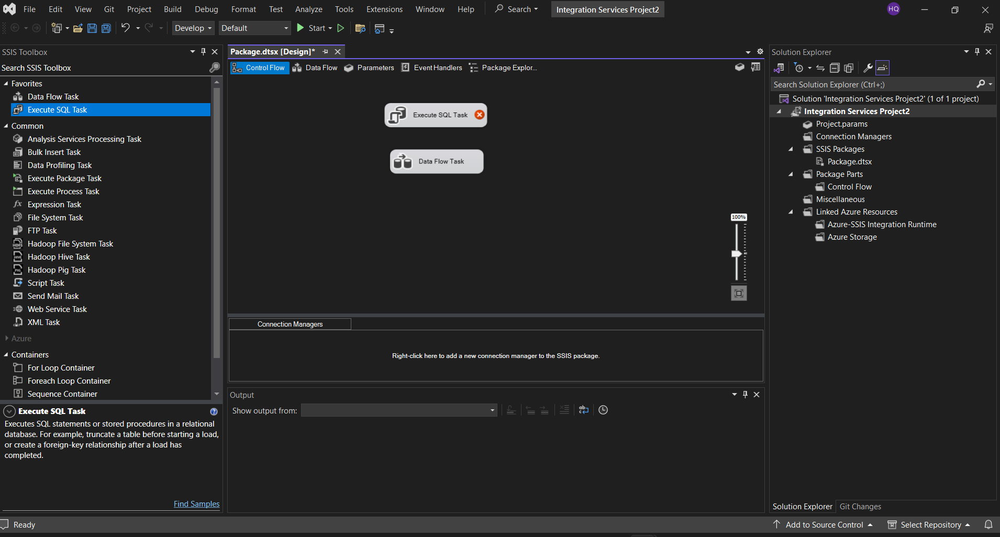 File Edit View Git Project Build Debug Format Test Analyze Tools Extensions Window Help Search Integration Services Project2 HQ
Develop Default Start
SSIS Toolbox
Search SSIS Toolbox
Favorites
Data Flow Task
Execute SQL Task
Common
Analysis Services Processing Task
Bulk Insert Task
Data Profiling Task
Execute Package Task
Execute Process Task
Expression Task
File System Task
FTP Task
Hadoop File System Task
Hadoop Hive Task
Hadoop Pig Task
Script Task
Send Mail Task
Web Service Task
XML Task
Azure
Containers
For Loop Container
Foreach Loop Container
Sequence Container
Execute SQL Task
Executes SQL statements or stored procedures in a relational
database. For example, truncate a table before starting a load,
or create a foreign-key relationship after a load has
completed.
Find Samples
Package.dtsx [Design]*
Control Flow Data Flow Parameters Event Handlers Package Explor...
Execute SQL Task
Data Flow Task
100%
Connection Managers
Right-click here to add a new connection manager to the SSIS package.
Output
Show output from:
Solution Explorer
Search Solution Explorer (Ctrl+;)
Solution 'Integration Services Project2' (1 of 1 project)
Integration Services Project2
Project.params
Connection Managers
SSIS Packages
Package.dtsx
Package Parts
Control Flow
Miscellaneous
Linked Azure Resources
Azure-SSIS Integration Runtime
Azure Storage
Solution Explorer Git Changes
Ready Add to Source Control Select Repository